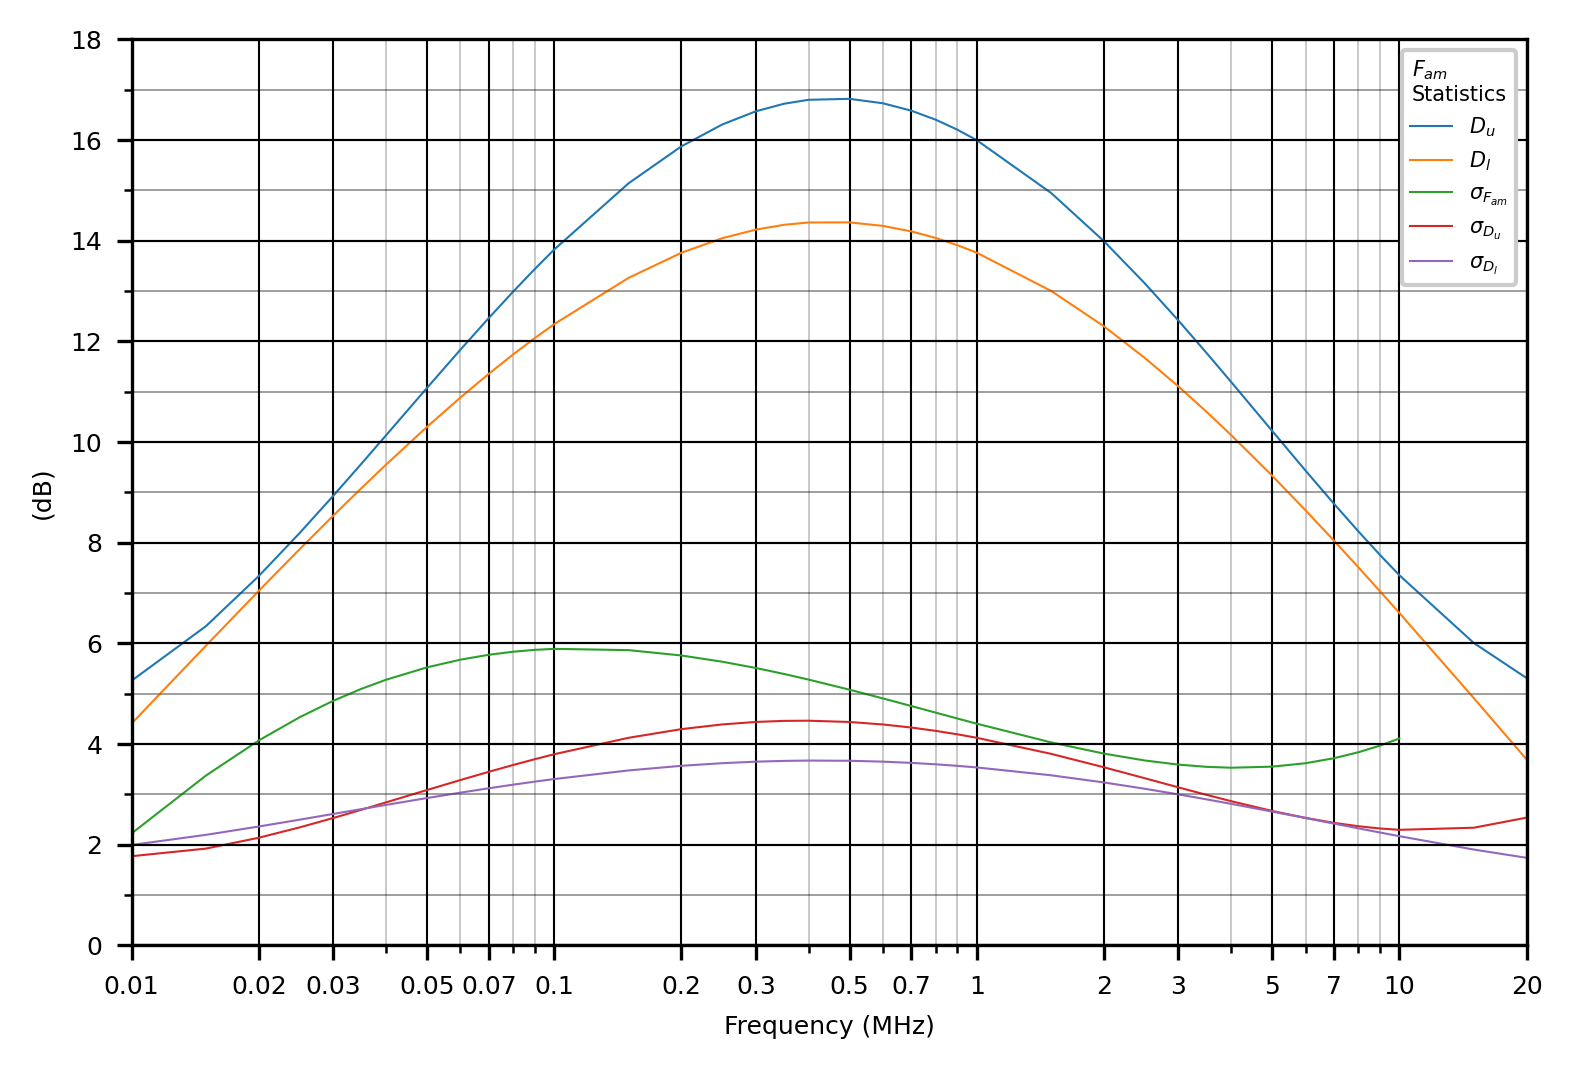 18
16
14
12
10
8
6
4
2
0
(dB)
0.01 0.02 0.03 0.05 0.07 0.1 0.2 0.3 0.5 0.7 1 2 3 5 7 10 20
Frequency (MHz)
F_am
Statistics
D_u
D_l
σ_F_am
σ_D_u
σ_D_l